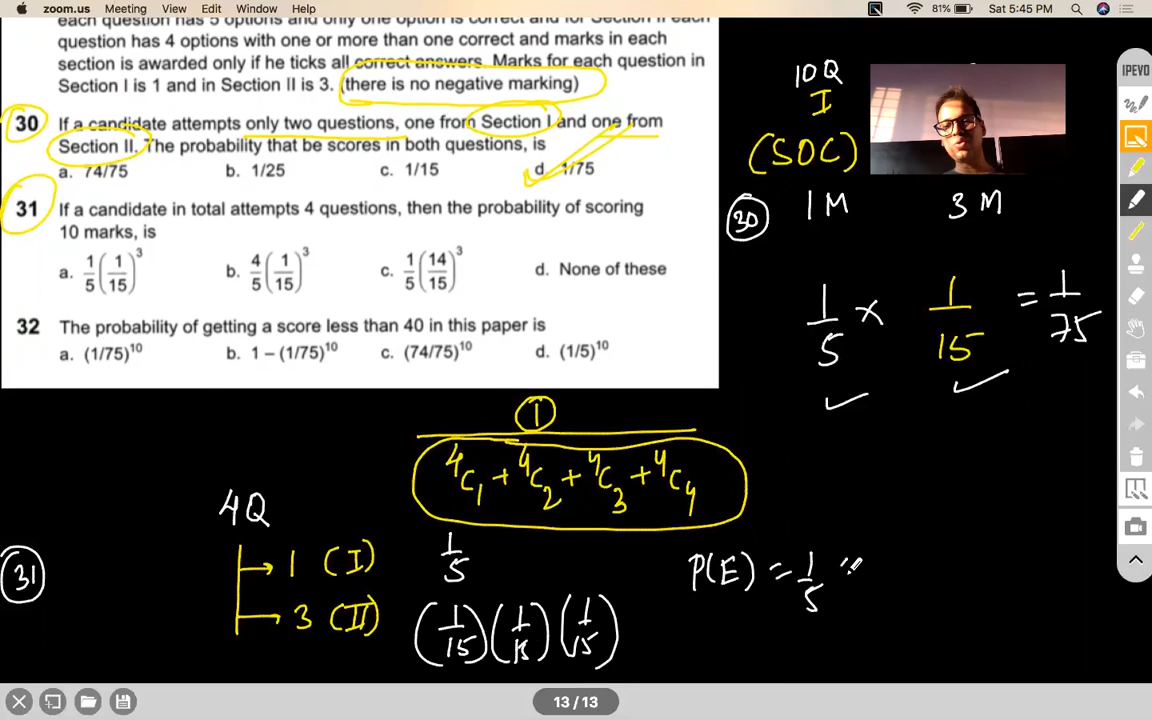 zoom.us Meeting View Edit Window Help 81% Sat 5:45 PM
each question has 5 options and only one option is correct and for Section II each
question has 4 options with one or more than one correct and marks in each
section is awarded only if he ticks all correct answers. Marks for each question in
Section I is 1 and in Section II is 3. (there is no negative marking)
30 If a candidate attempts only two questions, one from Section I and one from
Section II. The probability that be scores in both questions, is
a. 74/75 b. 1/25 c. 1/15 d. 1/75
31 If a candidate in total attempts 4 questions, then the probability of scoring
10 marks, is
a. 1/5 (1/15)³ b. 4/5 (1/15)³ c. 1/5 (14/15)³ d. None of these
32 The probability of getting a score less than 40 in this paper is
a. (1/75)¹⁰ b. 1 – (1/75)¹⁰ c. (74/75)¹⁰ d. (1/5)¹⁰
10Q
I
(SOC)
30 1M 3M
1/5 × 1/15 = 1/75
1
⁴C₁ + ⁴C₂ + ⁴C₃ + ⁴C₄
31 4Q
1 (I) 1/5
3 (II) (1/15) (1/15) (1/15)
P(E) = 1/5
IPEVO
13 / 13